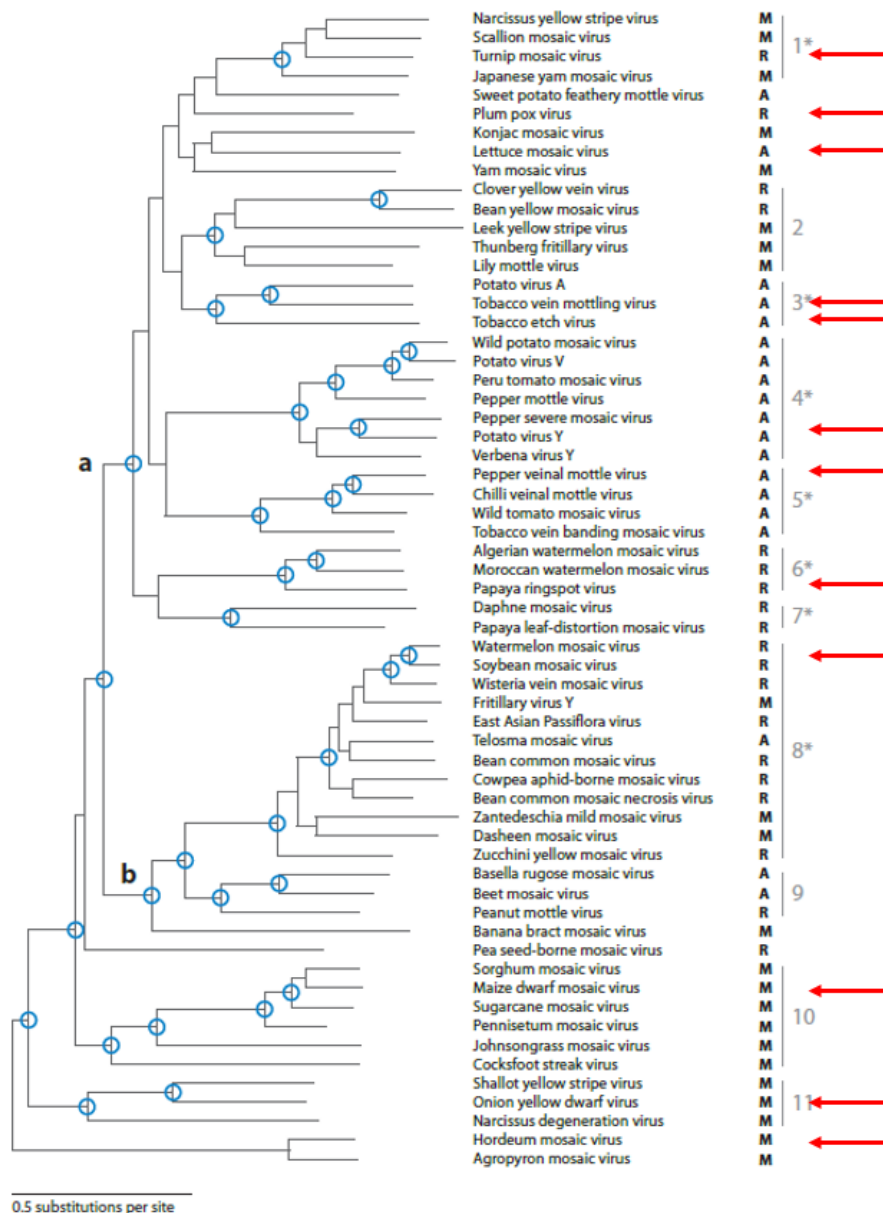 Narcissus yellow stripe virus M
Scallion mosaic virus M
1*
Turnip mosaic virus R
Japanese yam mosaic virus M
Sweet potato feathery mottle virus A
Plum pox virus R
Konjac mosaic virus M
Lettuce mosaic virus A
Yam mosaic virus M
Clover yellow vein virus R
Bean yellow mosaic virus R
2
Leek yellow stripe virus M
Thunberg fritillary virus M
Lily mottle virus M
Potato virus A A
Tobacco vein mottling virus A 3*
Tobacco etch virus A
Wild potato mosaic virus A
Potato virus V A
Peru tomato mosaic virus A
Pepper mottle virus A 4*
Pepper severe mosaic virus A
Potato virus Y A
Verbena virus Y A
a
Pepper veinal mottle virus A
Chilli veinal mottle virus A 5*
Wild tomato mosaic virus A
Tobacco vein banding mosaic virus A
Algerian watermelon mosaic virus R
Moroccan watermelon mosaic virus R 6*
Papaya ringspot virus R
Daphne mosaic virus R 7*
Papaya leaf-distortion mosaic virus R
Watermelon mosaic virus R
Soybean mosaic virus R
Wisteria vein mosaic virus R
Fritillary virus Y M
East Asian Passiflora virus R
Telosma mosaic virus A 8*
Bean common mosaic virus R
Cowpea aphid-borne mosaic virus R
Bean common mosaic necrosis virus R
Zantedeschia mild mosaic virus M
Dasheen mosaic virus M
Zucchini yellow mosaic virus R
b
Basella rugose mosaic virus A
Beet mosaic virus A 9
Peanut mottle virus R
Banana bract mosaic virus M
Pea seed-borne mosaic virus R
Sorghum mosaic virus M
Maize dwarf mosaic virus M
Sugarcane mosaic virus M 10
Pennisetum mosaic virus M
Johnsongrass mosaic virus M
Cocksfoot streak virus M
Shallot yellow stripe virus M
Onion yellow dwarf virus M 11
Narcissus degeneration virus M
Hordeum mosaic virus M
Agropyron mosaic virus M
0.5 substitutions per site